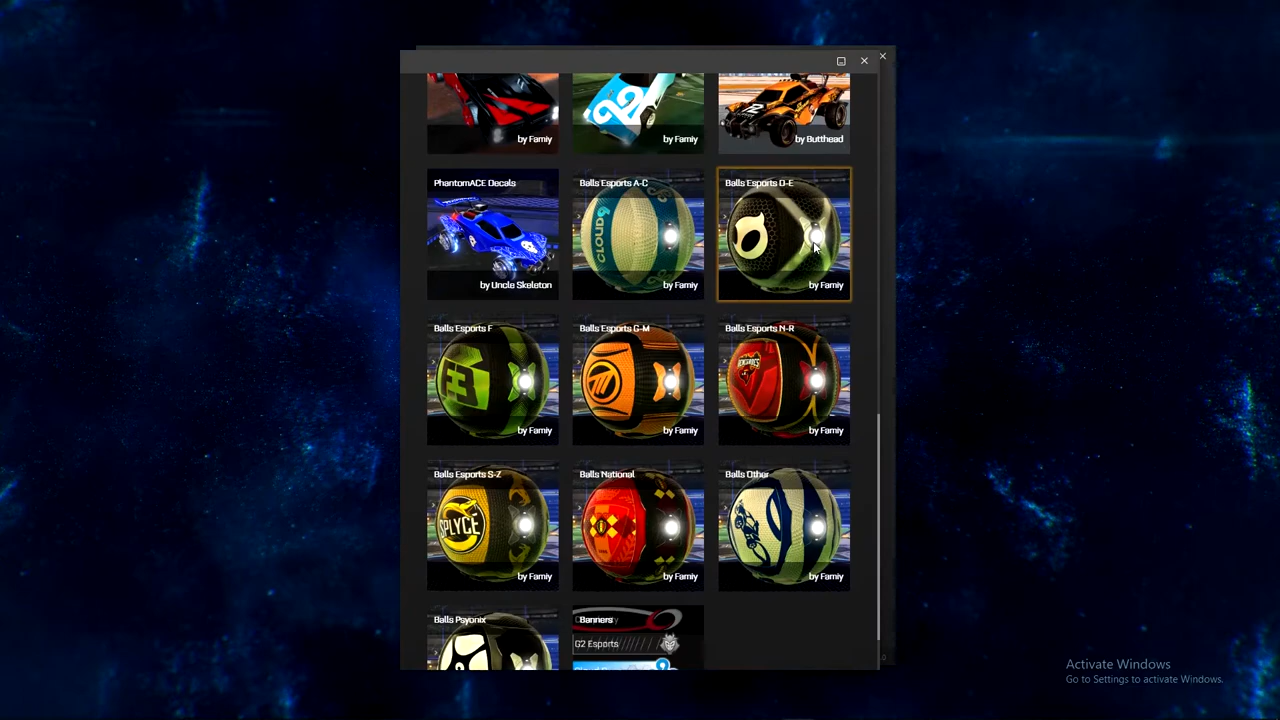 by Famiy
by Famiy
by Butthead
PhantomACE Decals
by Uncle Skeleton
Balls Esports A-C
CLOUD9
by Famiy
Balls Esports D-E
by Famiy
Balls Esports F
F3
by Famiy
Balls Esports G-M
by Famiy
Balls Esports N-R
RENEGADES
by Famiy
Balls Esports S-Z
SPLYCE
by Famiy
Balls National
by Famiy
Balls Other
by Famiy
Balls Psyonix
Banners
G2 Esports
Activate Windows
Go to Settings to activate Windows.